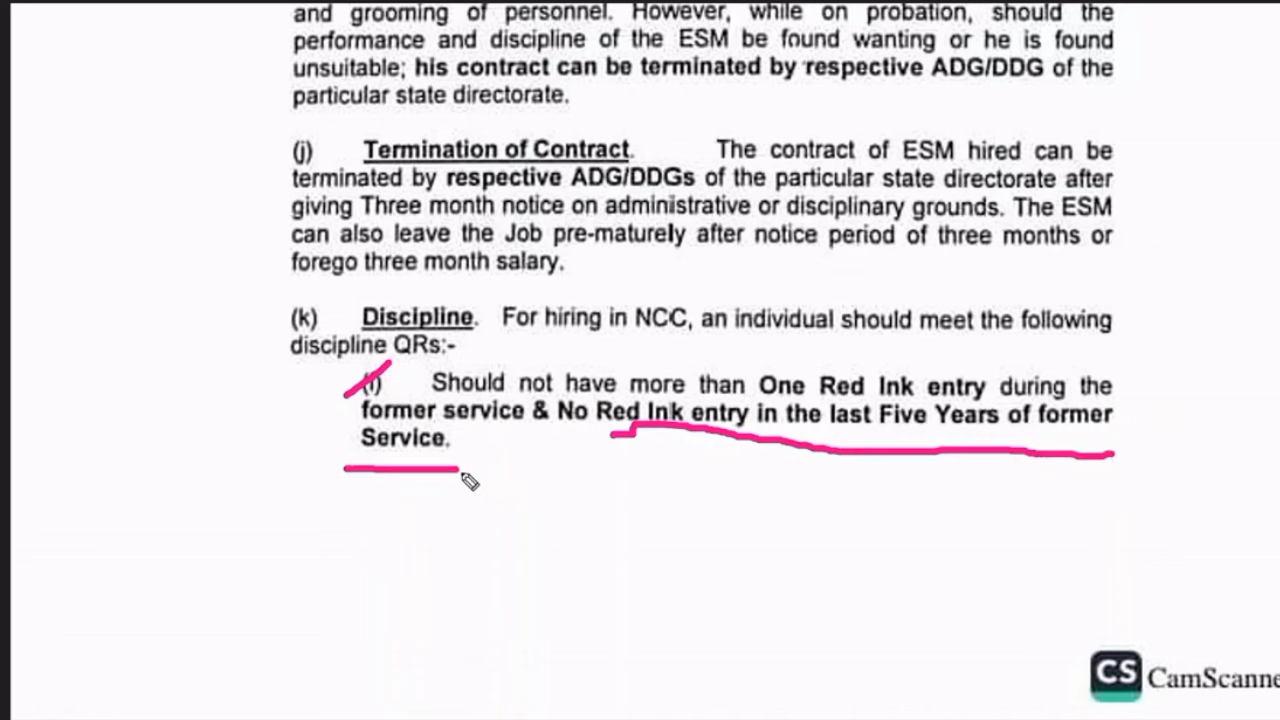 and grooming of personnel. However, while on probation, should the
performance and discipline of the ESM be found wanting or he is found
unsuitable; his contract can be terminated by respective ADG/DDG of the
particular state directorate.
(j) Termination of Contract. The contract of ESM hired can be
terminated by respective ADG/DDGs of the particular state directorate after
giving Three month notice on administrative or disciplinary grounds. The ESM
can also leave the Job pre-maturely after notice period of three months or
forego three month salary.
(k) Discipline. For hiring in NCC, an individual should meet the following
discipline QRs:-
(i) Should not have more than One Red Ink entry during the
former service & No Red Ink entry in the last Five Years of former
Service.
CS CamScanne